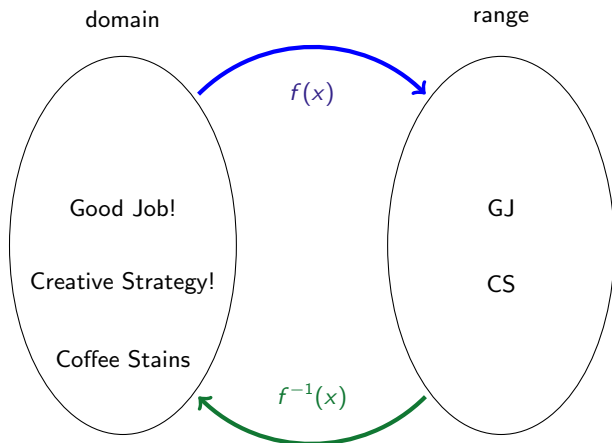 domain
range
f(x)
Good Job!
GJ
Creative Strategy!
CS
Coffee Stains
f⁻¹(x)